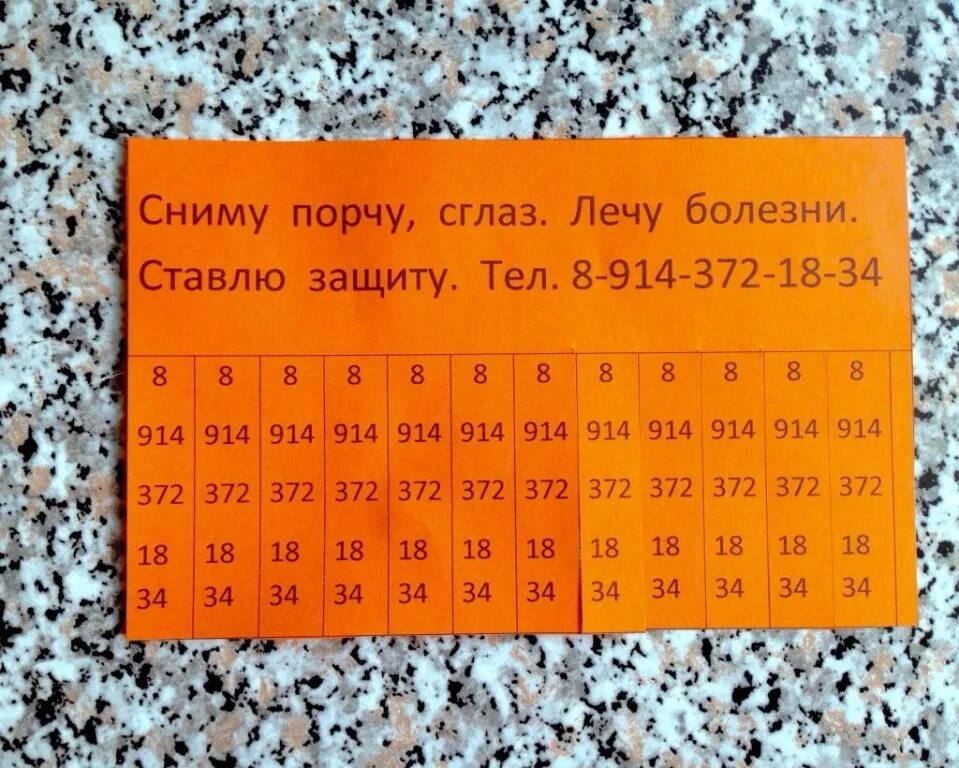 Сниму порчу, сглаз. Лечу болезни.
Ставлю защиту. Тел. 8-914-372-18-34
8 8 8 8 8 8 8 8 8 8 8 8
914 914 914 914 914 914 914 914 914 914 914 914
372 372 372 372 372 372 372 372 372 372 372 372
18 18 18 18 18 18 18 18 18 18 18 18
34 34 34 34 34 34 34 34 34 34 34 34